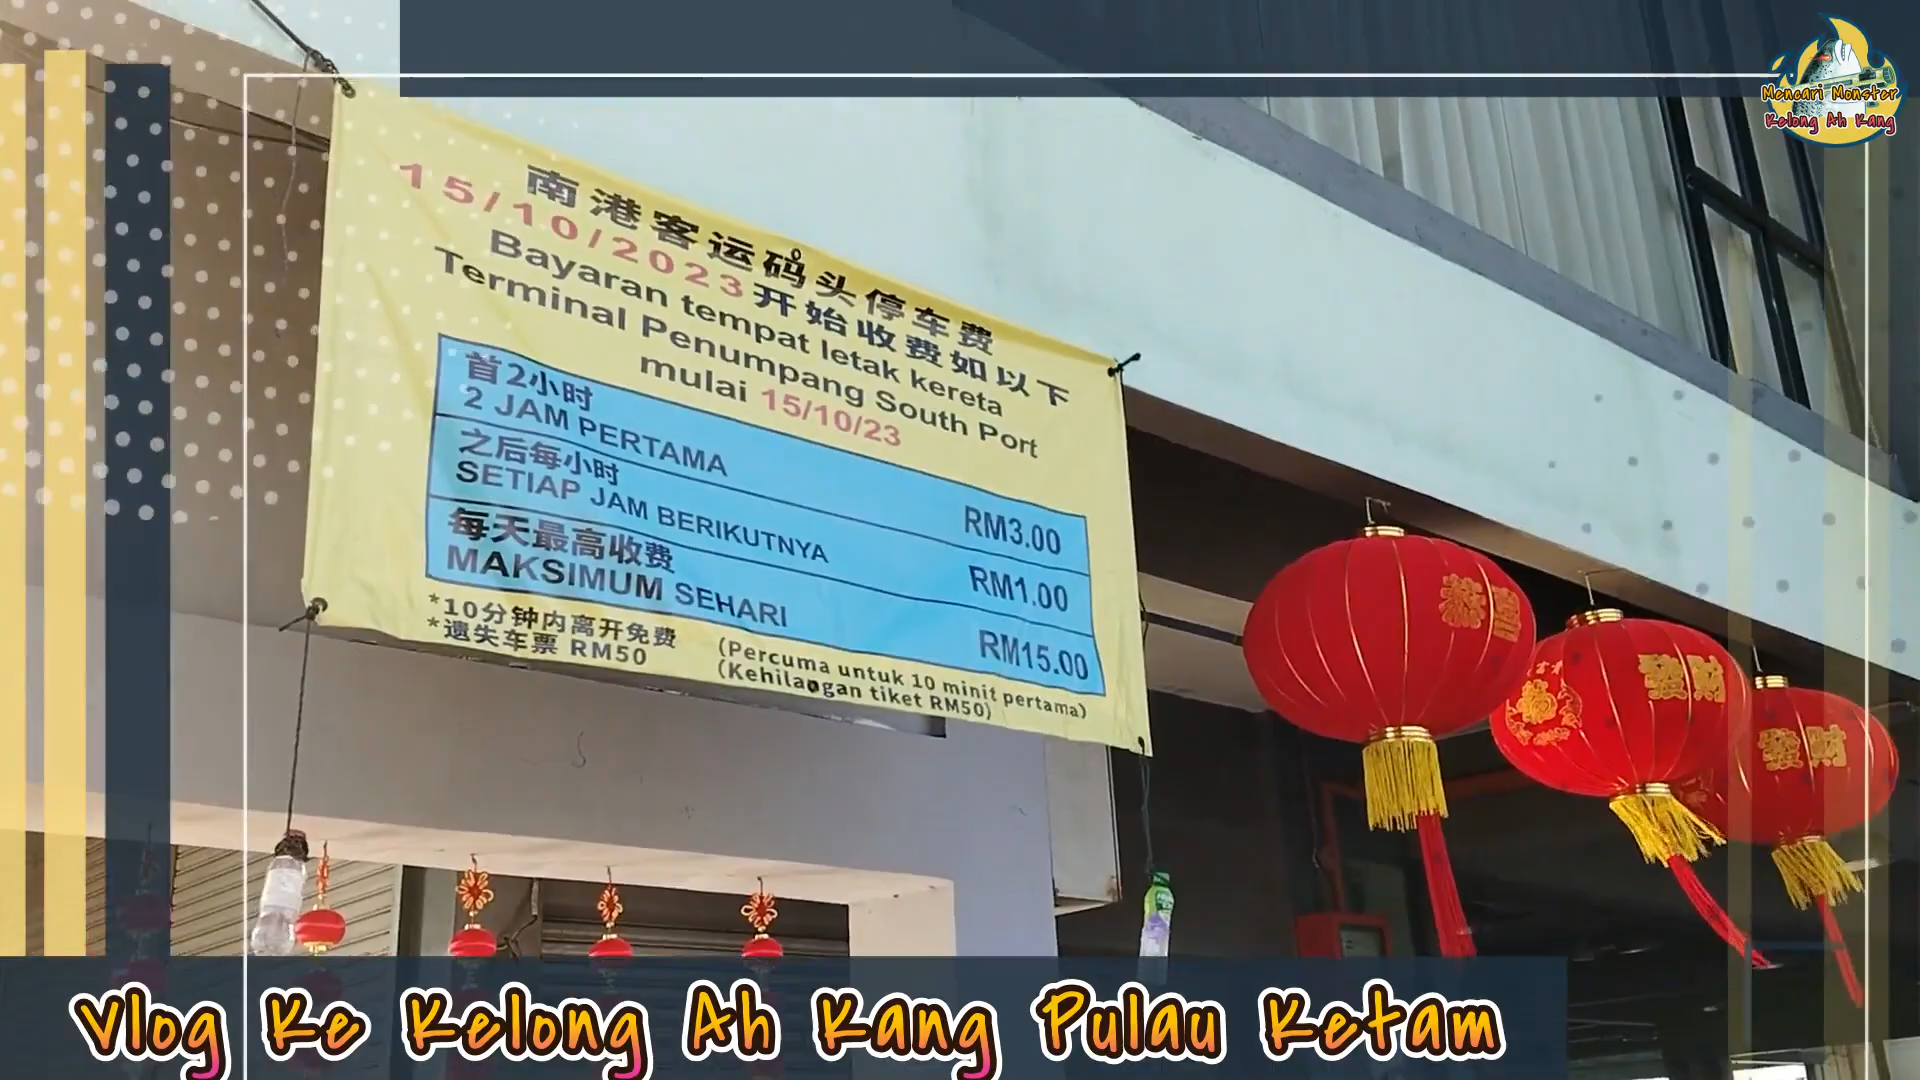 南港客运码头停车费
15/10/2023开始收费如以下
Bayaran tempat letak kereta
Terminal Penumpang South Port
mulai 15/10/23
首2小时
2 JAM PERTAMA RM3.00
之后每小时
SETIAP JAM BERIKUTNYA RM1.00
每天最高收费
MAKSIMUM SEHARI RM15.00
*10分钟内离开免费 (Percuma untuk 10 minit pertama)
*遗失车票 RM50 (Kehilangan tiket RM50)
Mencari Monster
Kelong Ah Kang
發財
發財
Vlog Ke Kelong Ah Kang Pulau Ketam